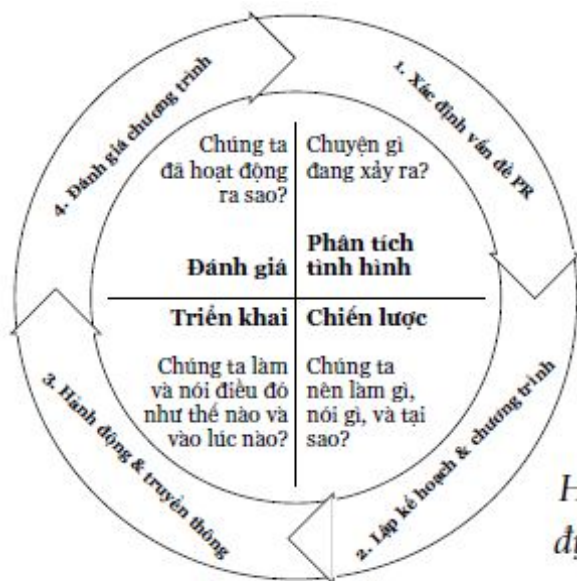 1. Xác định vấn đề PR
2. Lập kế hoạch & chương trình
3. Hành động & truyền thông
4. Đánh giá chương trình
Chuyện gì
đang xảy ra?
Phân tích
tình hình
Chiến lược
Chúng ta
nên làm gì,
nói gì, và tại
sao?
Triển khai
Chúng ta làm
và nói điều đó
như thế nào và
vào lúc nào?
Chúng ta
đã hoạt động
ra sao?
Đánh giá